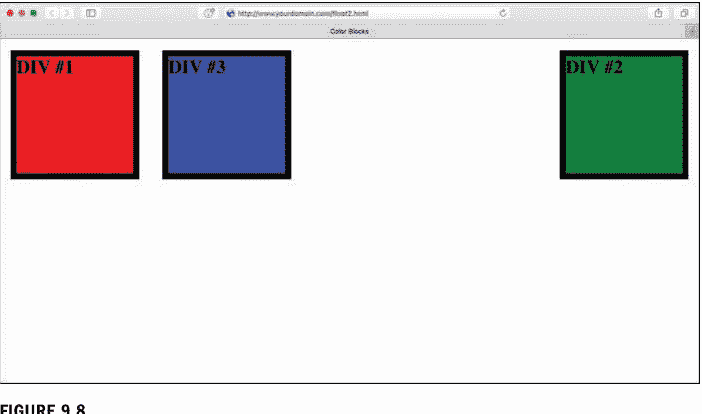 http://www.yourdomain.com/float2.html
Color Blocks
DIV #1
DIV #3
DIV #2
FIGURE 9.8